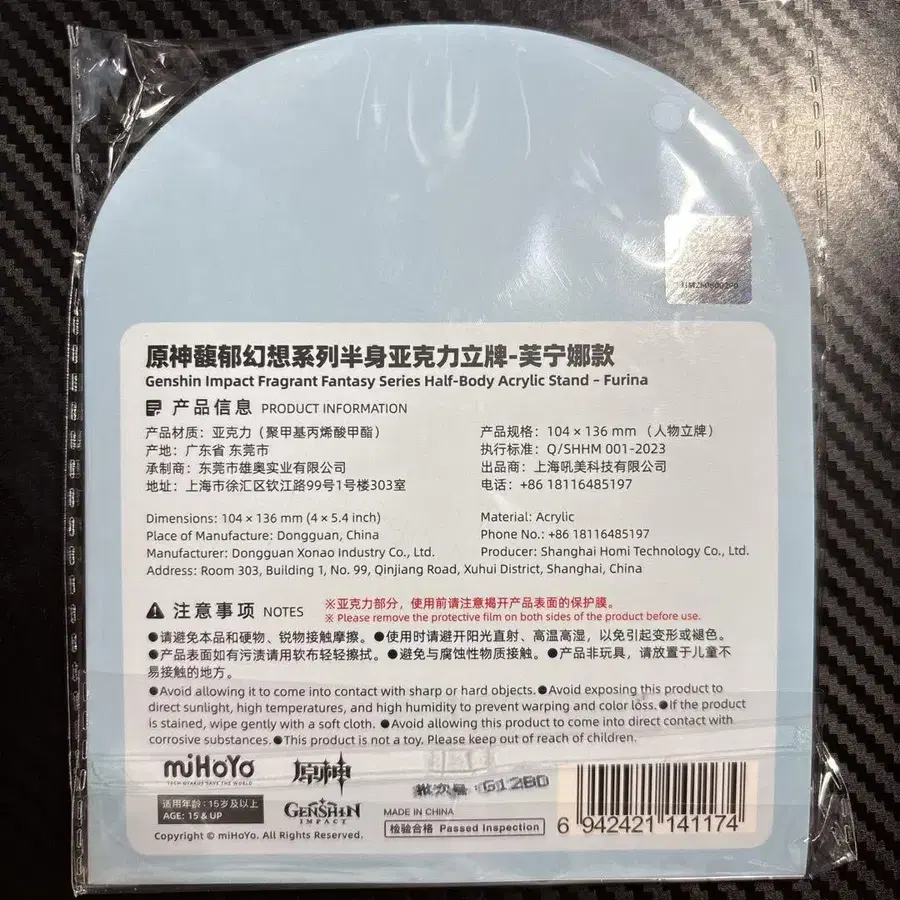 原神馥郁幻想系列半身亚克力立牌-芙宁娜款
Genshin Impact Fragrant Fantasy Series Half-Body Acrylic Stand – Furina
产品信息 PRODUCT INFORMATION
产品材质：亚克力（聚甲基丙烯酸甲酯）
产地：广东省 东莞市
承制商：东莞市雄奥实业有限公司
地址：上海市徐汇区钦江路99号1号楼303室
产品规格：104 × 136 mm （人物立牌）
执行标准：Q/SHHM 001-2023
出品商：上海吼美科技有限公司
电话：+86 18116485197
Dimensions: 104 × 136 mm (4 × 5.4 inch)
Place of Manufacture: Dongguan, China
Manufacturer: Dongguan Xonao Industry Co., Ltd.
Material: Acrylic
Phone No.: +86 18116485197
Producer: Shanghai Homi Technology Co., Ltd.
Address: Room 303, Building 1, No. 99, Qinjiang Road, Xuhui District, Shanghai, China
注意事项 NOTES
※亚克力部分，使用前请注意揭开产品表面的保护膜。
※ Please remove the protective film on both sides of the product before use.
●请避免本品和硬物、锐物接触摩擦。●使用时请避开阳光直射、高温高湿，以免引起变形或褪色。
●产品表面如有污渍请用软布轻轻擦拭。●避免与腐蚀性物质接触。●产品非玩具，请放置于儿童不
易接触的地方。
●Avoid allowing it to come into contact with sharp or hard objects.●Avoid exposing this product to
direct sunlight, high temperatures, and high humidity to prevent warping and color loss.●If the product
is stained, wipe gently with a soft cloth. ●Avoid allowing this product to come into direct contact with
corrosive substances.●This product is not a toy. Please keep out of reach of children.
miHoYo
TECH OTAKUS SAVE THE WORLD
原神
批次号：G12B0
适用年龄：15岁及以上
AGE: 15 & UP
GENSHIN
IMPACT
MADE IN CHINA
检验合格 Passed Inspection
Copyright © miHoYo. All Rights Reserved.
6 942421 141174